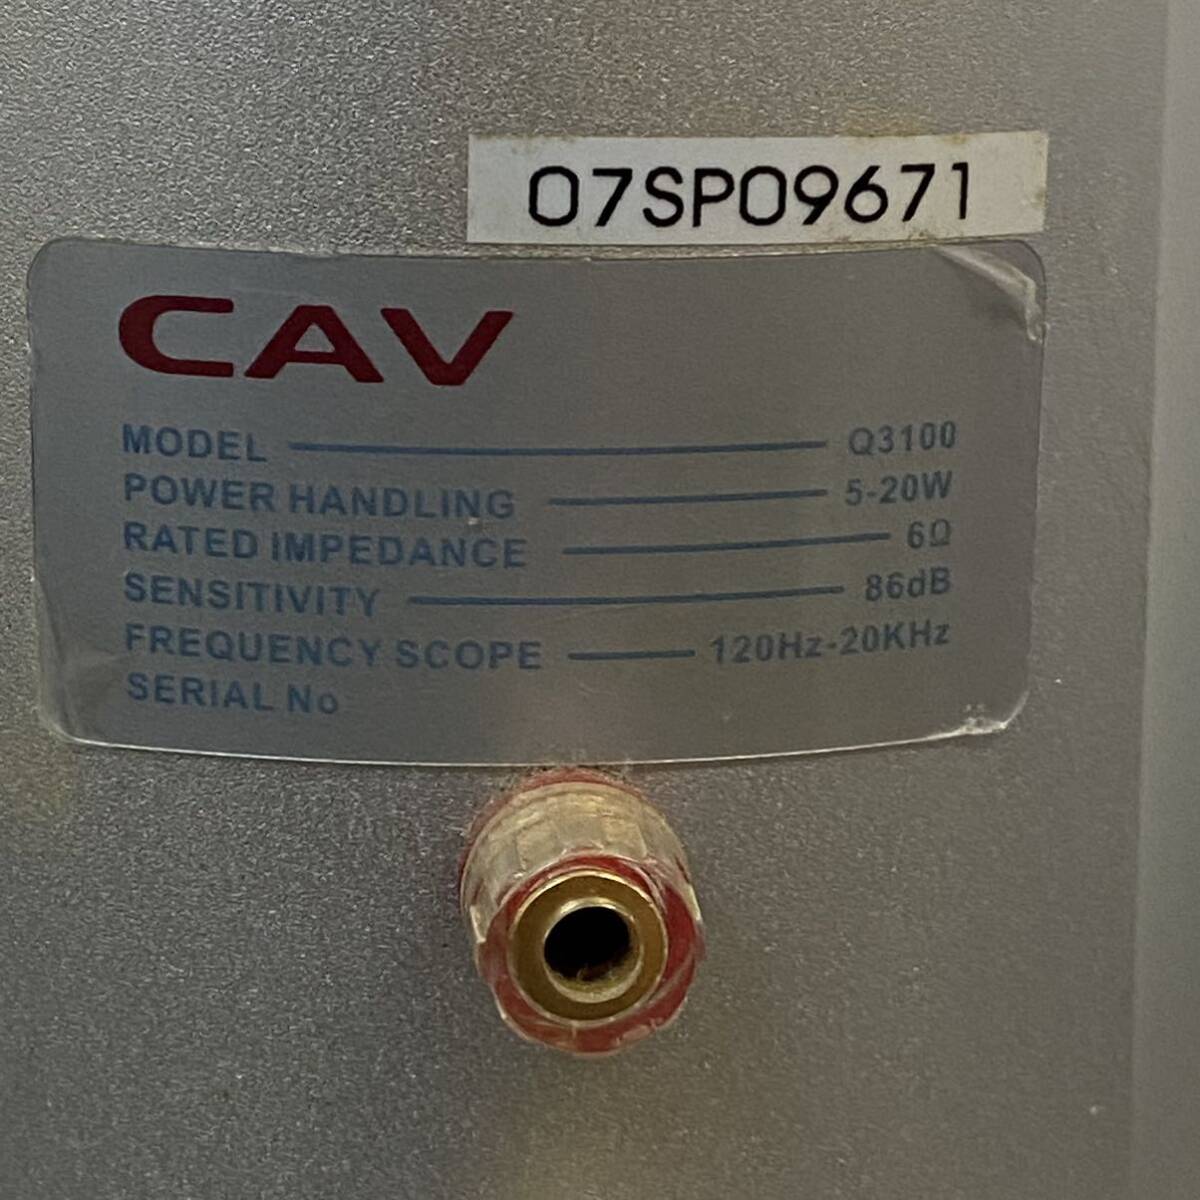 07SP09671
CAV
MODEL Q3100
POWER HANDLING 5-20W
RATED IMPEDANCE 6Ω
SENSITIVITY 86dB
FREQUENCY SCOPE 120Hz-20KHz
SERIAL No